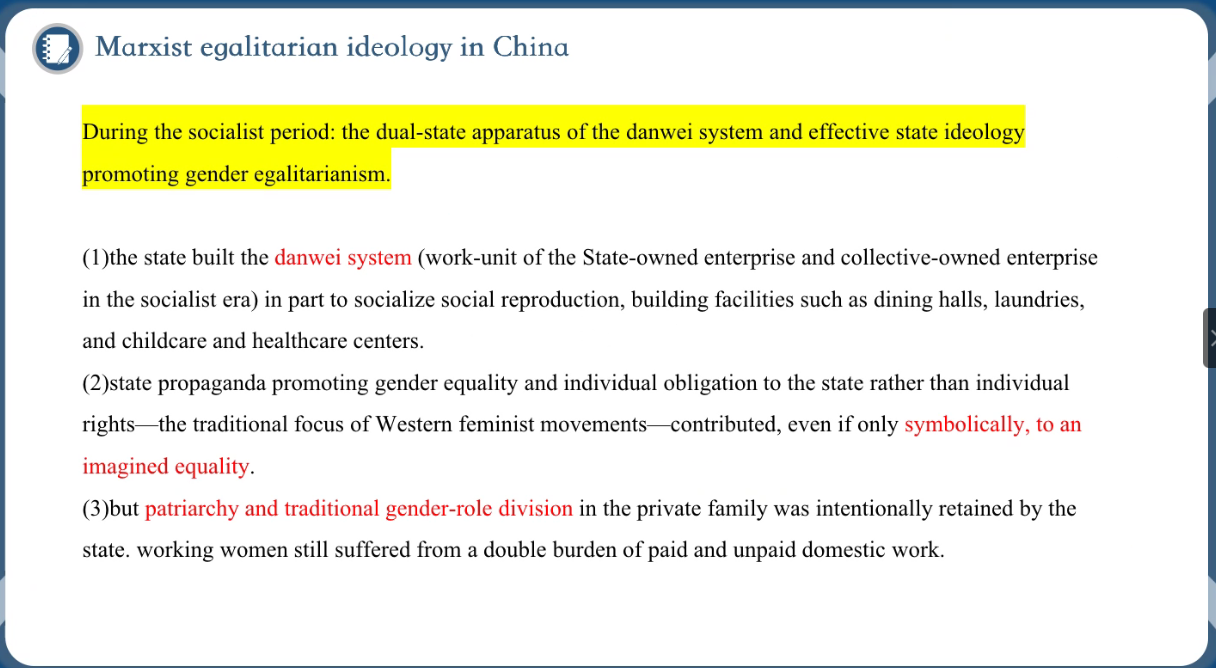 Marxist egalitarian ideology in China
During the socialist period: the dual-state apparatus of the danwei system and effective state ideology
promoting gender egalitarianism.
(1)the state built the danwei system (work-unit of the State-owned enterprise and collective-owned enterprise
in the socialist era) in part to socialize social reproduction, building facilities such as dining halls, laundries,
and childcare and healthcare centers.
(2)state propaganda promoting gender equality and individual obligation to the state rather than individual
rights—the traditional focus of Western feminist movements—contributed, even if only symbolically, to an
imagined equality.
(3)but patriarchy and traditional gender-role division in the private family was intentionally retained by the
state. working women still suffered from a double burden of paid and unpaid domestic work.